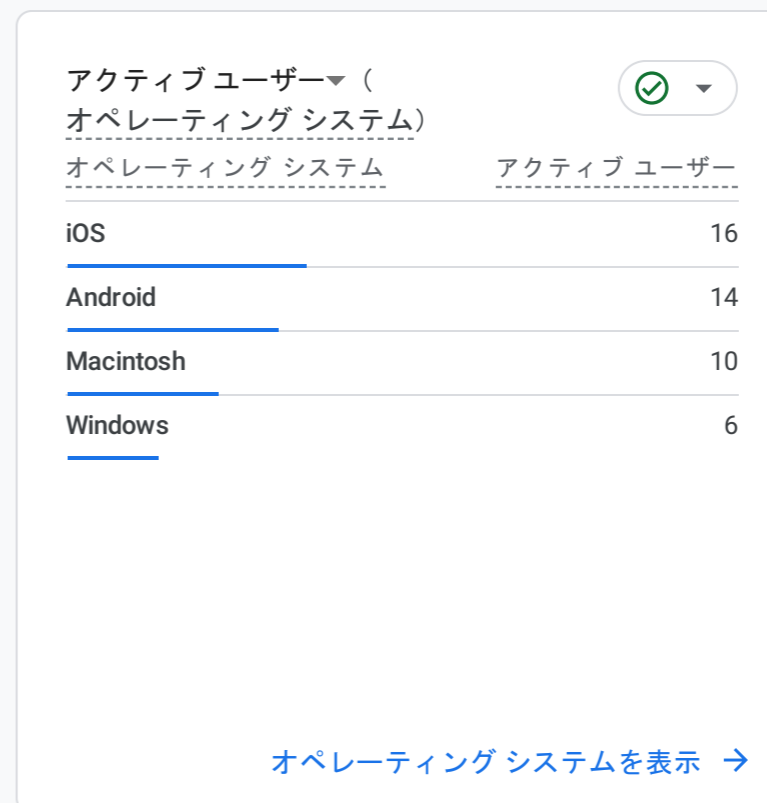 アクティブ ユーザー▼（
オペレーティング システム）
オペレーティング システム アクティブ ユーザー
iOS 16
Android 14
Macintosh 10
Windows 6
オペレーティング システムを表示 →